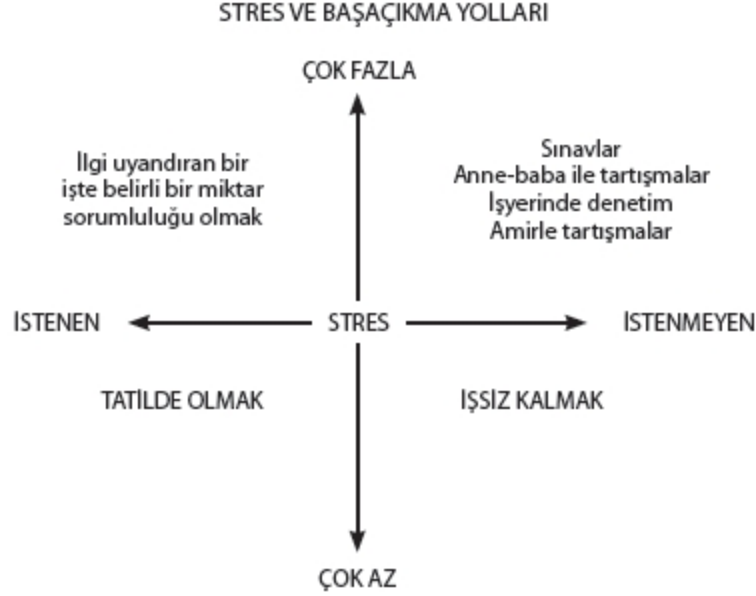 STRES VE BAŞAÇIKMA YOLLARI
ÇOK FAZLA
İlgi uyandıran bir
işte belirli bir miktar
sorumluluğu olmak
Sınavlar
Anne-baba ile tartışmalar
İşyerinde denetim
Amirle tartışmalar
İSTENEN
STRES
İSTENMEYEN
TATİLDE OLMAK
İŞSİZ KALMAK
ÇOK AZ